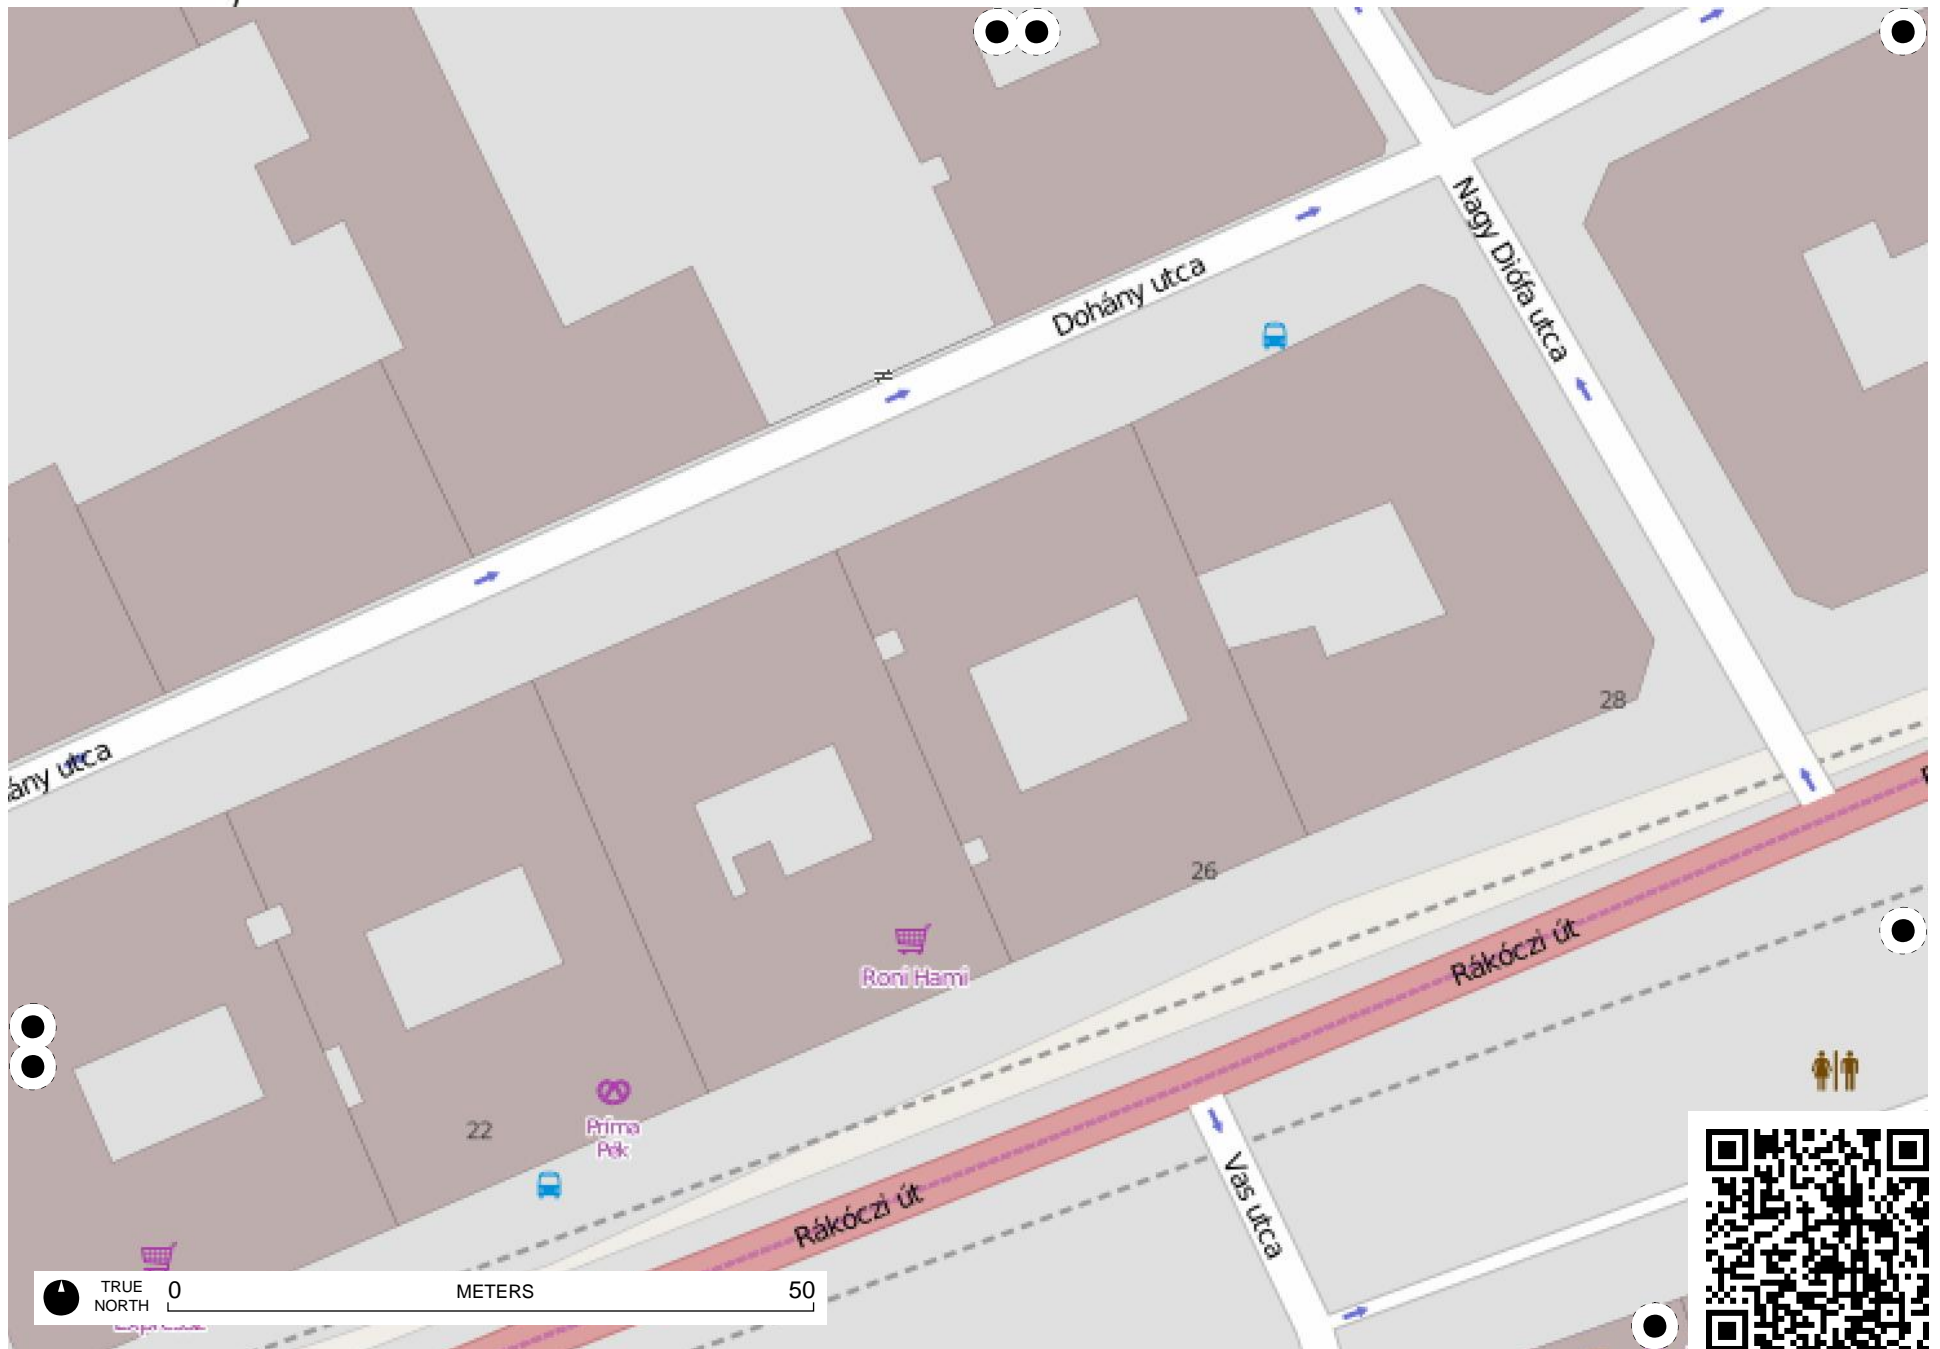 Dohány utca
Nagy Diófa utca
utca
28
26
Rákóczi út
Roni Hami
22
Príma
Pék
Rákóczi út
Vas utca
TRUE
NORTH
0
METERS
50